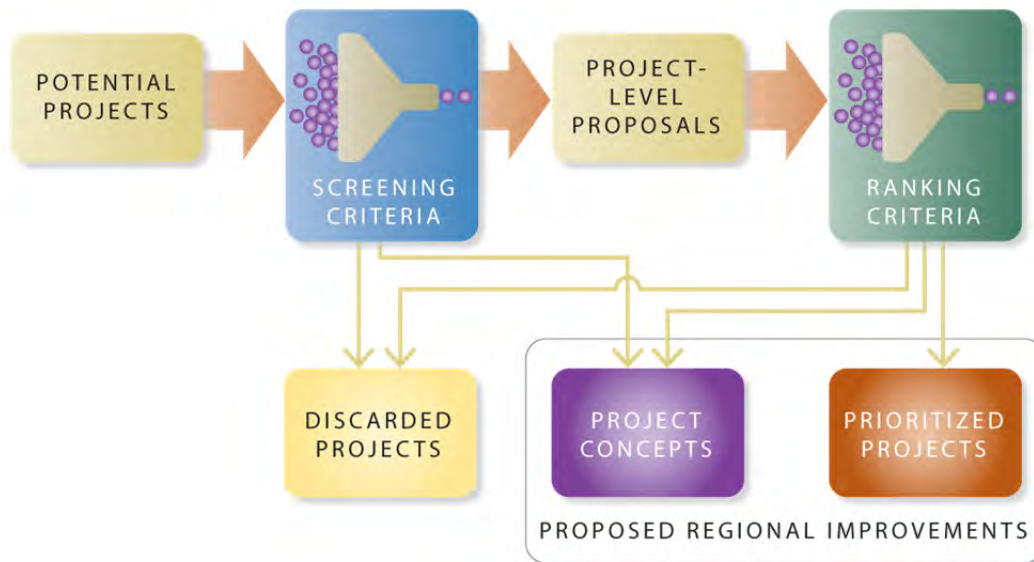 POTENTIAL
PROJECTS
SCREENING
CRITERIA
PROJECT-
LEVEL
PROPOSALS
RANKING
CRITERIA
DISCARDED
PROJECTS
PROJECT
CONCEPTS
PRIORITIZED
PROJECTS
PROPOSED REGIONAL IMPROVEMENTS